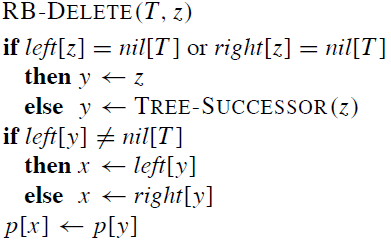 RB-DELETE(T, z)
if left[z] = nil[T] or right[z] = nil[T]
then y ← z
else y ← TREE-SUCCESSOR(z)
if left[y] ≠ nil[T]
then x ← left[y]
else x ← right[y]
p[x] ← p[y]